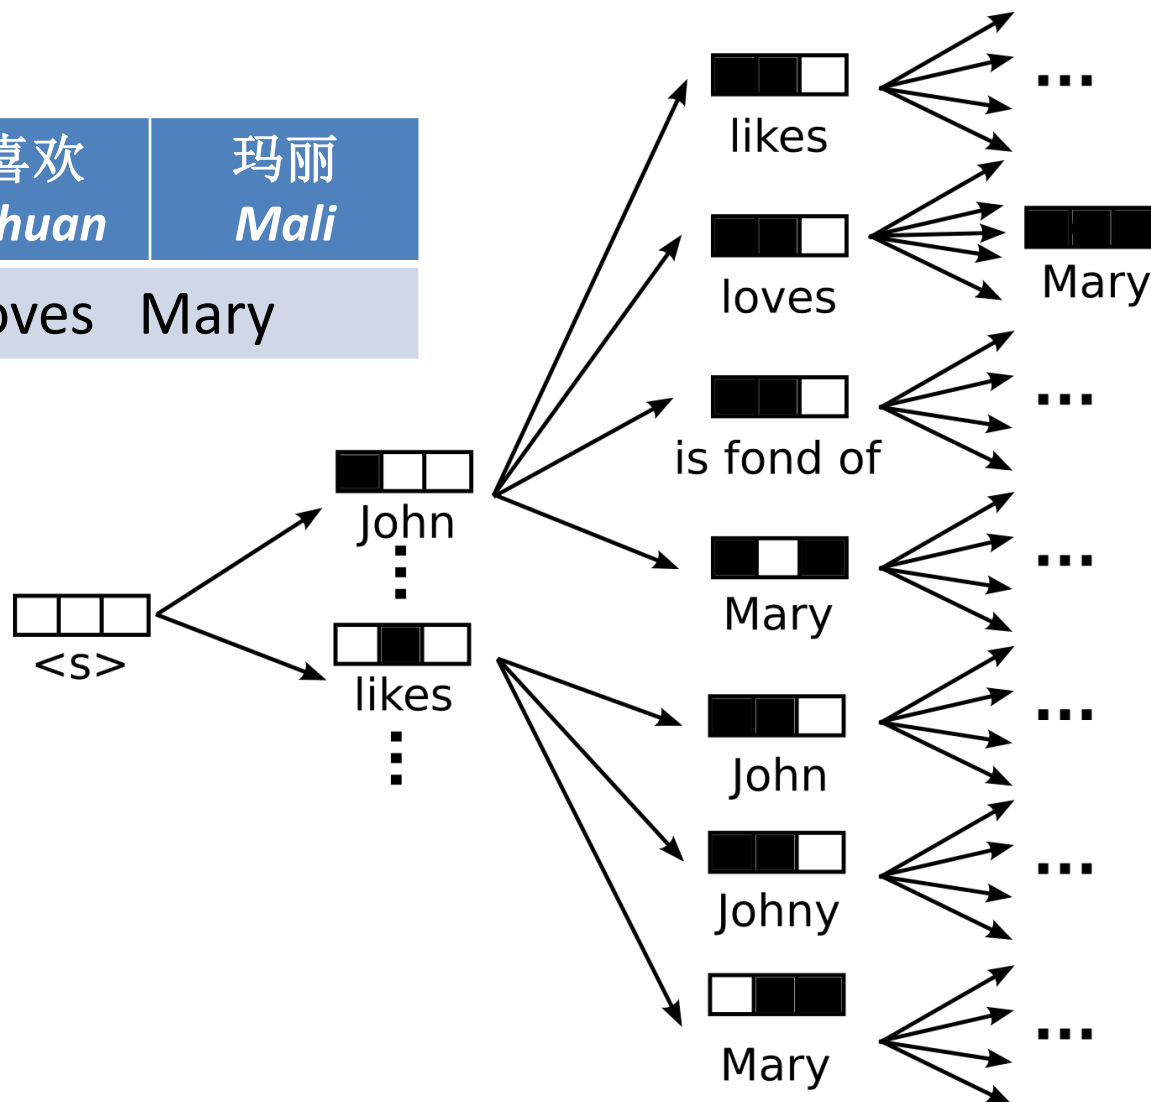 喜欢 玛丽
huan Mali
oves Mary
likes
loves
Mary
is fond of
John
Mary
<s>
likes
John
Johny
Mary